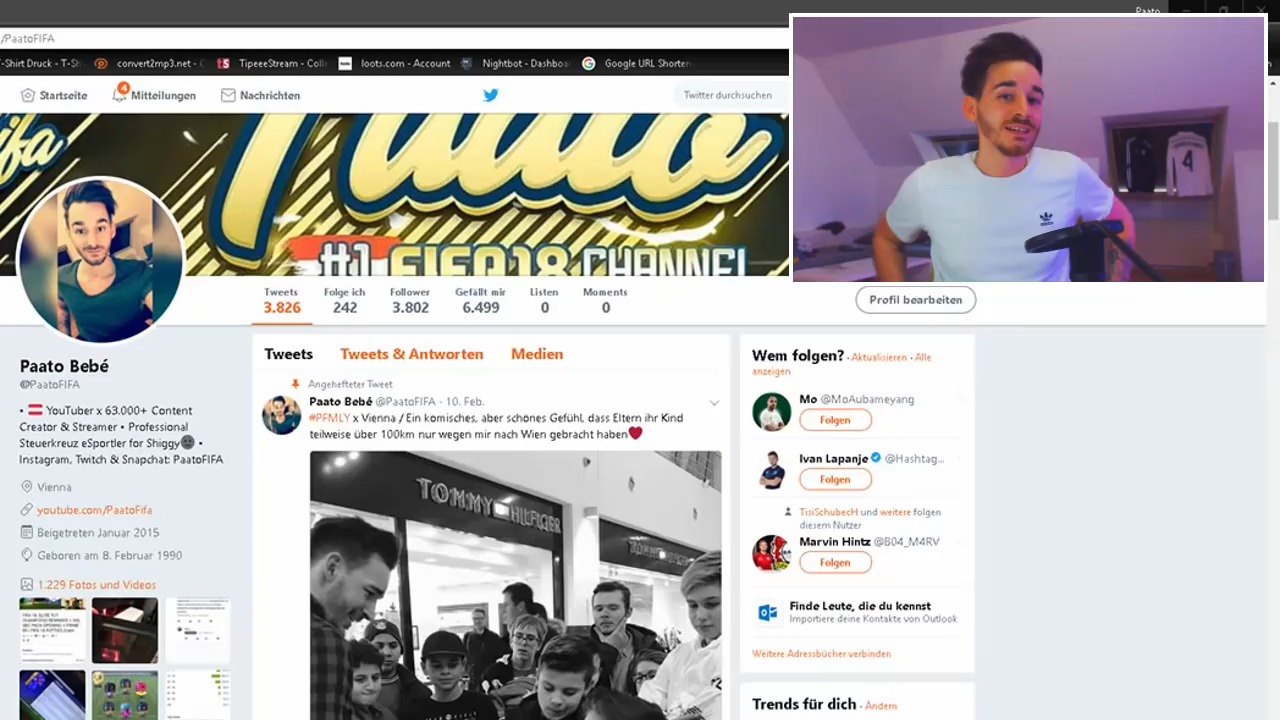 Paato
/PaatoFIFA
T-Shirt Druck - T-Sh
convert2mp3.net - C
TipeeeStream - Colle
loots.com - Account
Nightbot - Dashboa
Google URL Shorten
Startseite
4
Mitteilungen
Nachrichten
Twitter durchsuchen
ifa
Paato
#1 FIFA18 CHANNEL
4
Tweets
3.826
Folge ich
242
Follower
3.802
Gefällt mir
6.499
Listen
0
Moments
0
Profil bearbeiten
Paato Bebé
@PaatoFIFA
• YouTuber x 63.000+ Content
Creator & Streamer • Professional
Steuerkreuz eSportler for Shiggy •
Instagram, Twitch & Snapchat: PaatoFIFA
Vienna
youtube.com/PaatoFifa
Beigetreten Januar 2015
Geboren am 8. Februar 1990
1.229 Fotos und Videos
Tweets
Tweets & Antworten
Medien
Angehefteter Tweet
Paato Bebé @PaatoFIFA · 10. Feb.
#PFMLY x Vienna / Ein komisches, aber schönes Gefühl, dass Eltern ihr Kind
teilweise über 100km nur wegen mir nach Wien gebracht haben
TOMMY HILFIGER
TOMMY HILFIGER
Wem folgen? · Aktualisieren · Alle
anzeigen
Mo @MoAubameyang
Folgen
Ivan Lapanje @Hashtag...
Folgen
TisiSchubecH und weitere folgen
diesem Nutzer
Marvin Hintz @B04_M4RV
Folgen
Finde Leute, die du kennst
Importiere deine Kontakte von Outlook
Weitere Adressbücher verbinden
Trends für dich · Ändern